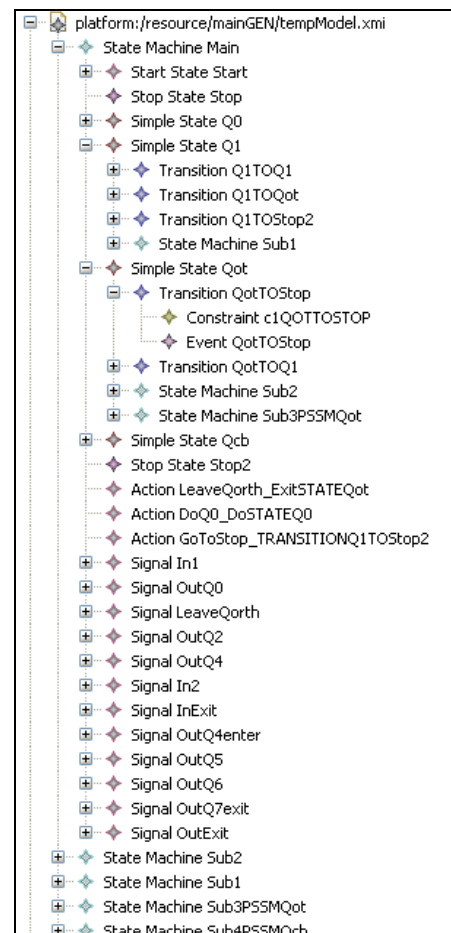 platform:/resource/mainGEN/tempModel.xmi
State Machine Main
Start State Start
Stop State Stop
Simple State Q0
Simple State Q1
Transition Q1TOQ1
Transition Q1TOQot
Transition Q1TOStop2
State Machine Sub1
Simple State Qot
Transition QotTOStop
Constraint c1QOTTOSTOP
Event QotTOStop
Transition QotTOQ1
State Machine Sub2
State Machine Sub3PSSMQot
Simple State Qcb
Stop State Stop2
Action LeaveQorth_ExitSTATEQot
Action DoQ0_DoSTATEQ0
Action GoToStop_TRANSITIONQ1TOStop2
Signal In1
Signal OutQ0
Signal LeaveQorth
Signal OutQ2
Signal OutQ4
Signal In2
Signal InExit
Signal OutQ4enter
Signal OutQ5
Signal OutQ6
Signal OutQ7exit
Signal OutExit
State Machine Sub2
State Machine Sub1
State Machine Sub3PSSMQot
State Machine Sub4PSSMQcb